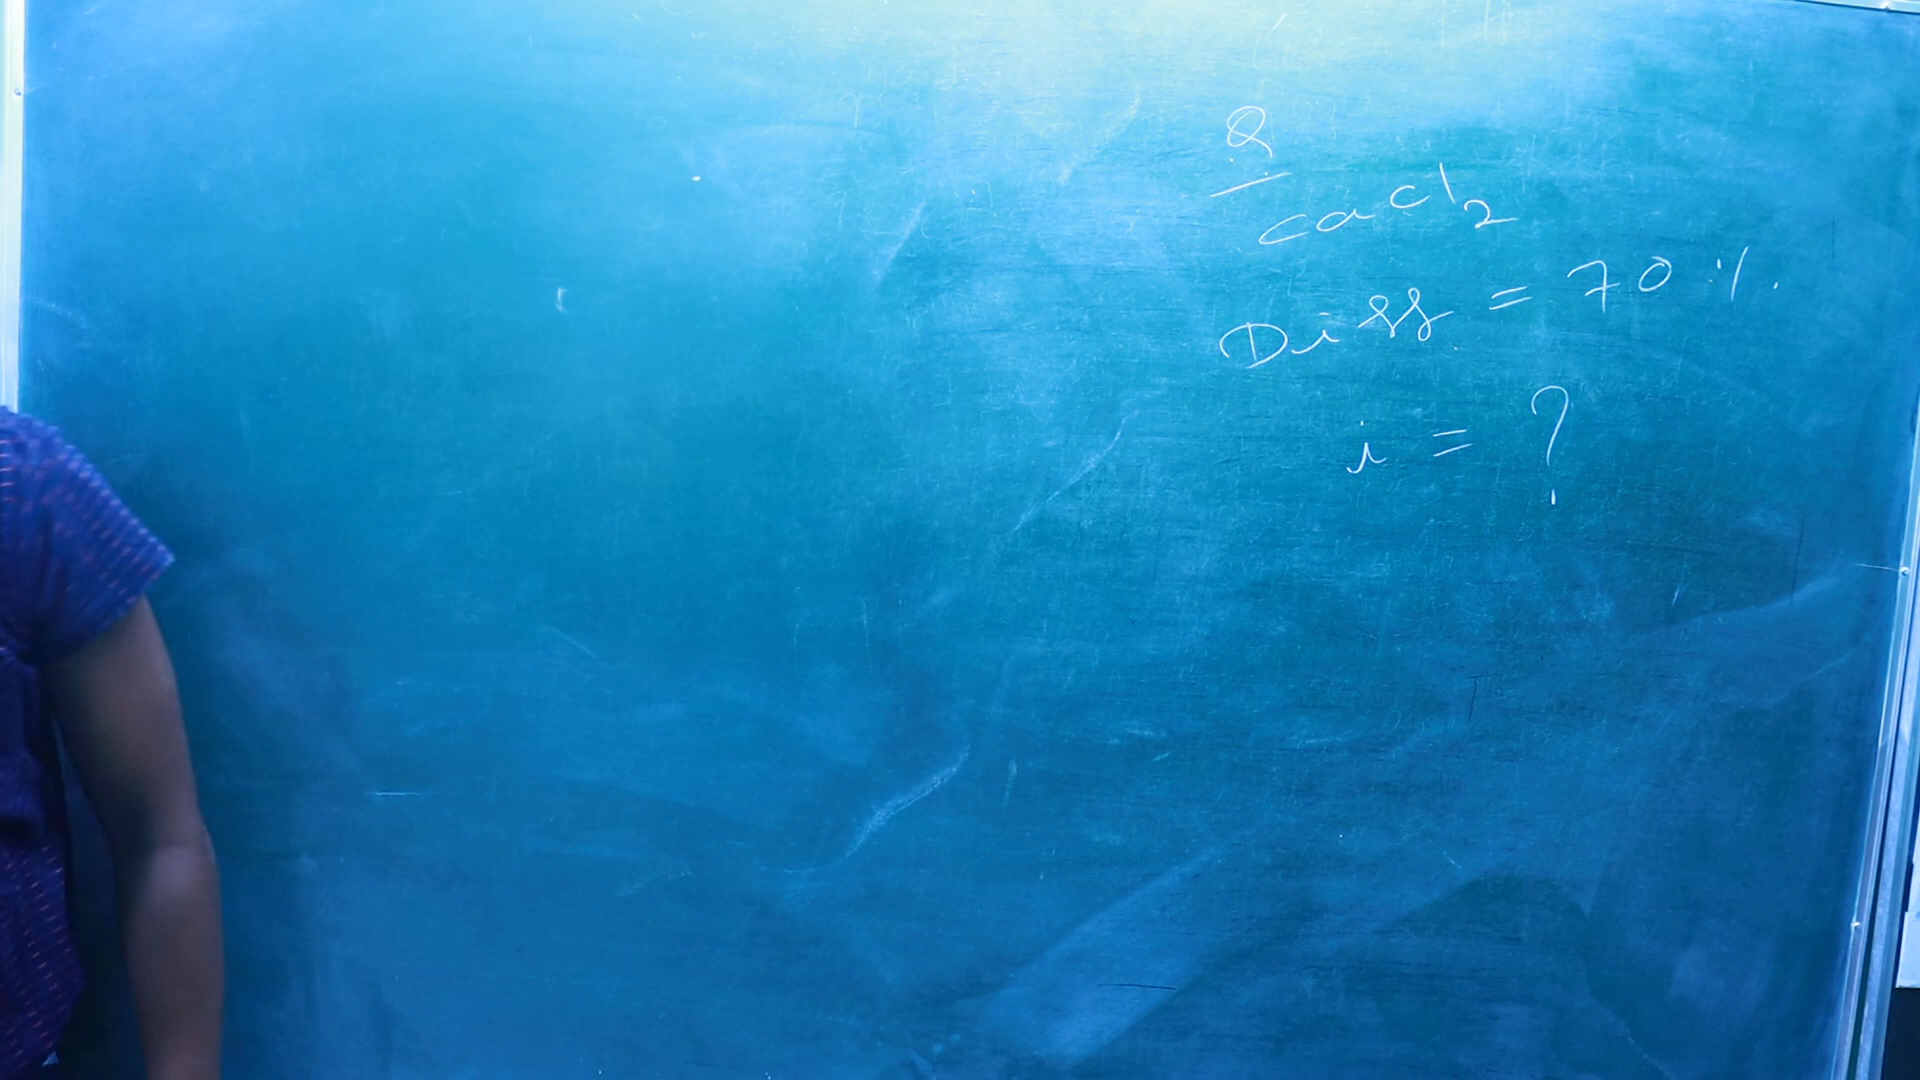 Q
cacl2
Diss = 70%.
i = ?